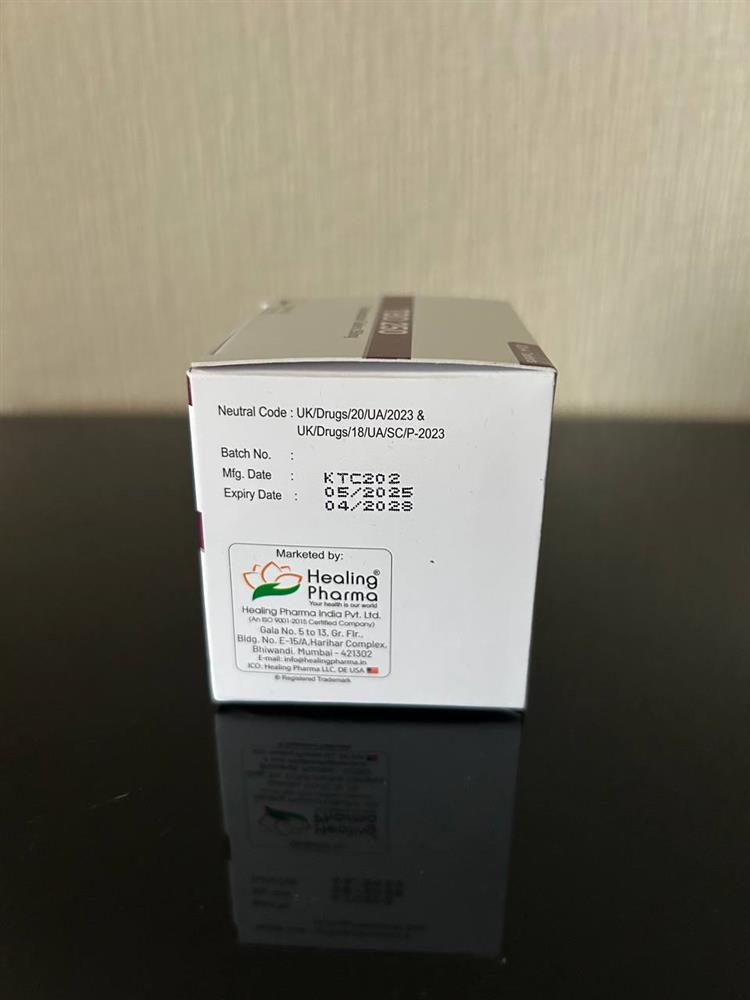 Neutral Code : UK/Drugs/20/UA/2023 &
UK/Drugs/18/UA/SC/P-2023
Batch No. :
Mfg. Date : KTC202
Expiry Date : 05/2025
04/2028
Marketed by:
Healing®
Pharma
Your health is our world
Healing Pharma India Pvt. Ltd.
(An ISO 9001-2015 Certified Company)
Gala No. 5 to 13, Gr. Flr.,
Bldg. No. E-15/A, Harihar Complex,
Bhiwandi, Mumbai - 421302
E-mail: info@healingpharma.in
ICO: Healing Pharma LLC, DE USA
® Registered Trademark